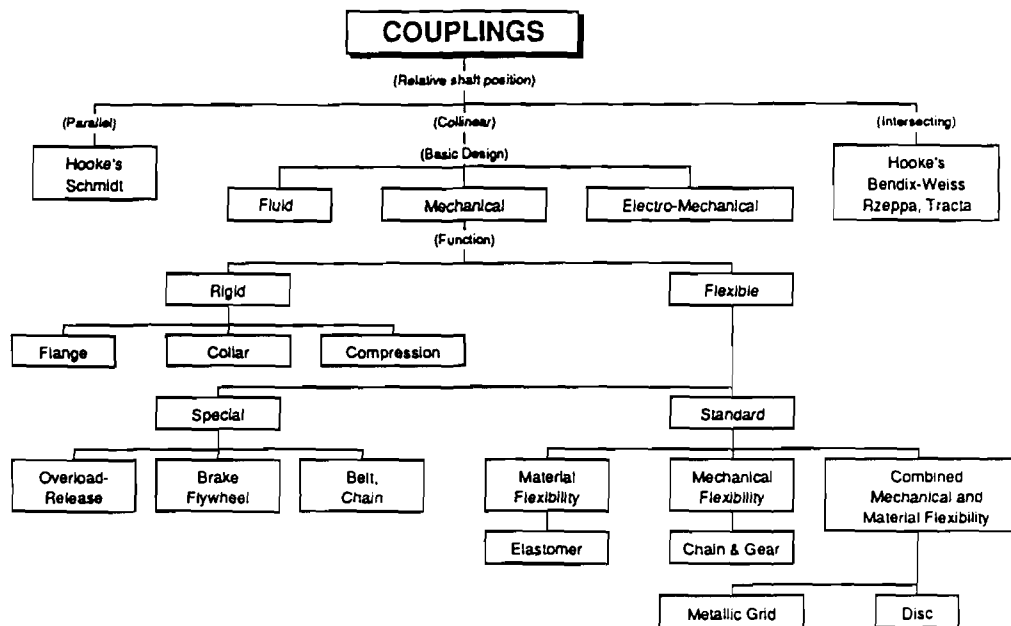 COUPLINGS
(Relative shaft position)
(Parallel)
(Collinear)
(Intersecting)
Hooke's
Schmidt
(Basic Design)
Hooke's
Bendix-Weiss
Rzeppa, Tracta
Fluid
Mechanical
Electro-Mechanical
(Function)
Rigid
Flexible
Flange
Collar
Compression
Special
Standard
Overload-
Release
Brake
Flywheel
Belt,
Chain
Material
Flexibility
Mechanical
Flexibility
Combined
Mechanical and
Material Flexibility
Elastomer
Chain & Gear
Metallic Grid
Disc